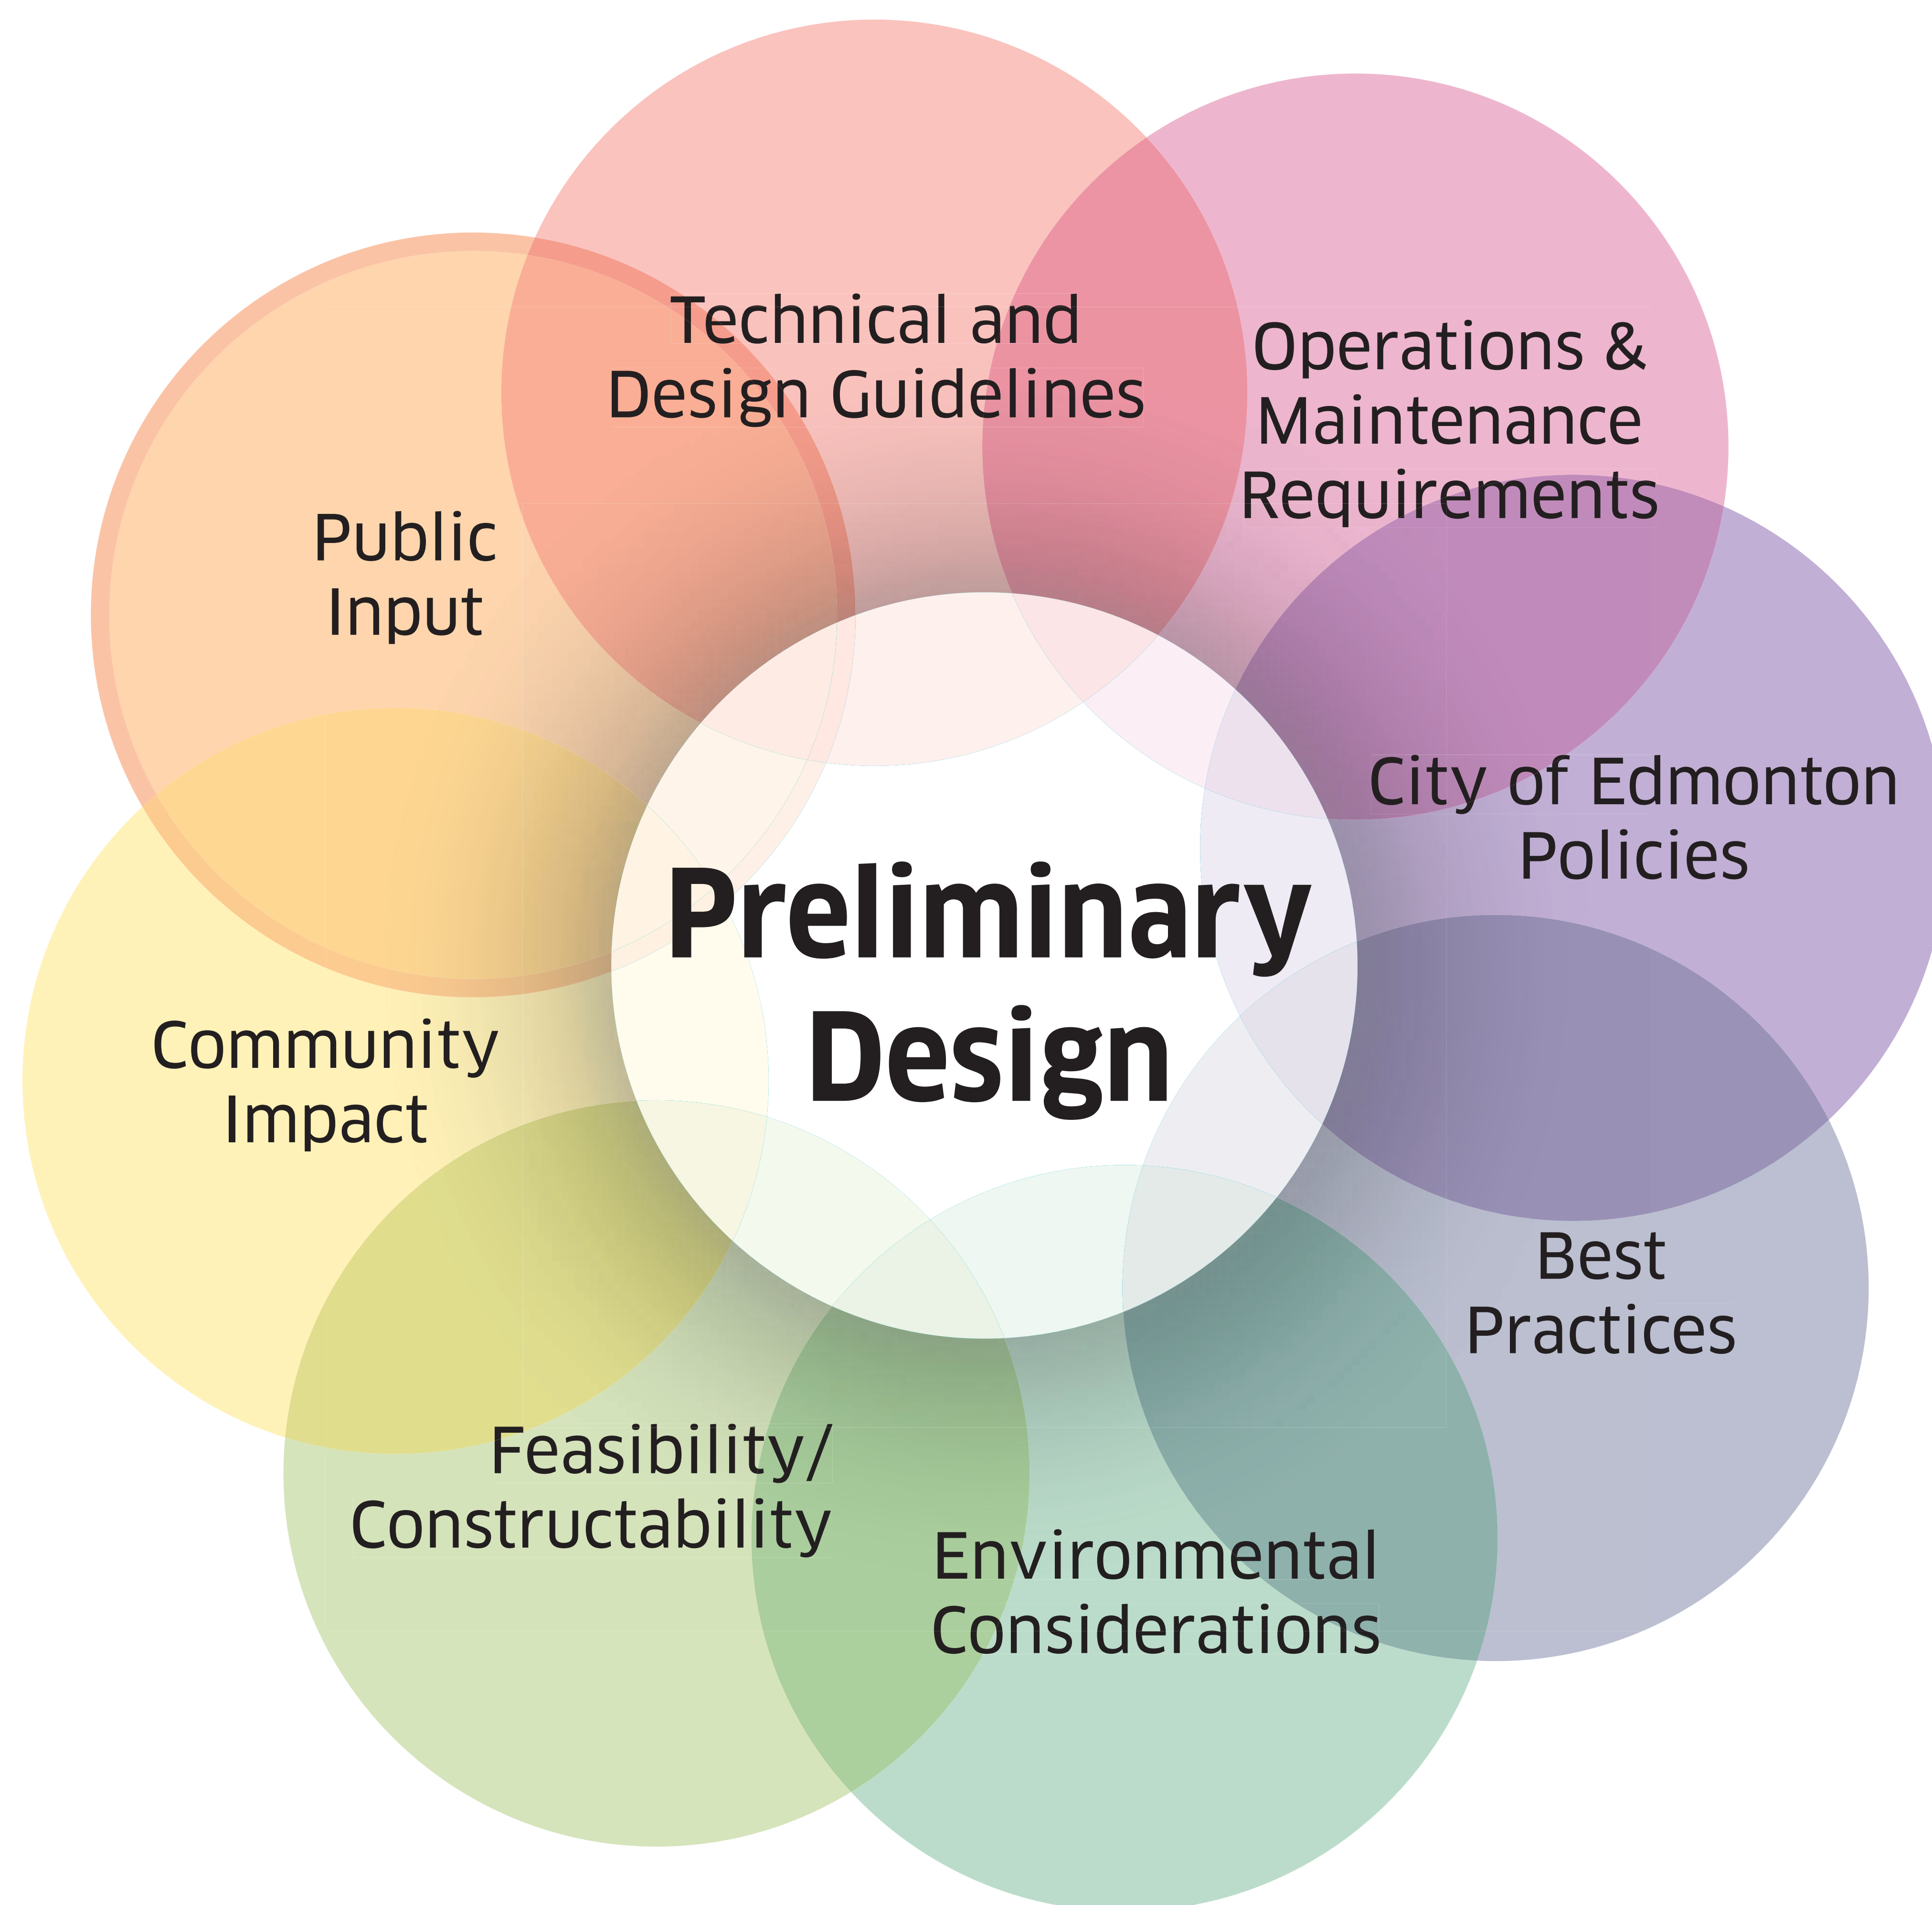 Technical and
Design Guidelines
Operations &
Maintenance
Requirements
City of Edmonton
Policies
Best
Practices
Environmental
Considerations
Feasibility/
Constructability
Community
Impact
Public
Input
Preliminary
Design